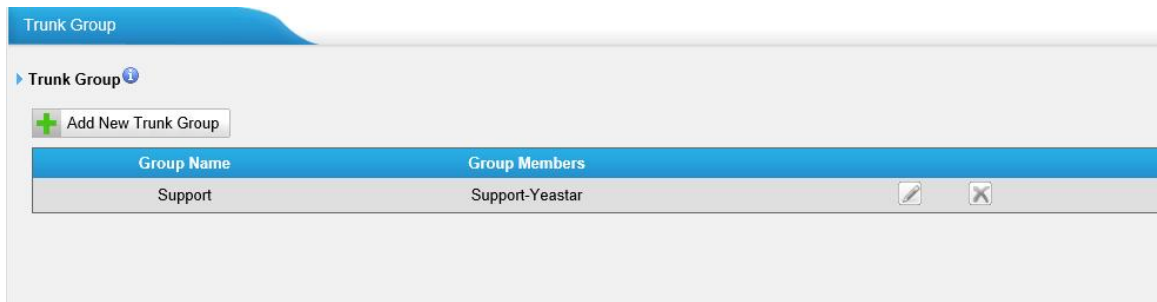 Trunk Group
Trunk Group
Add New Trunk Group
Group Name Group Members
Support Support-Yeastar